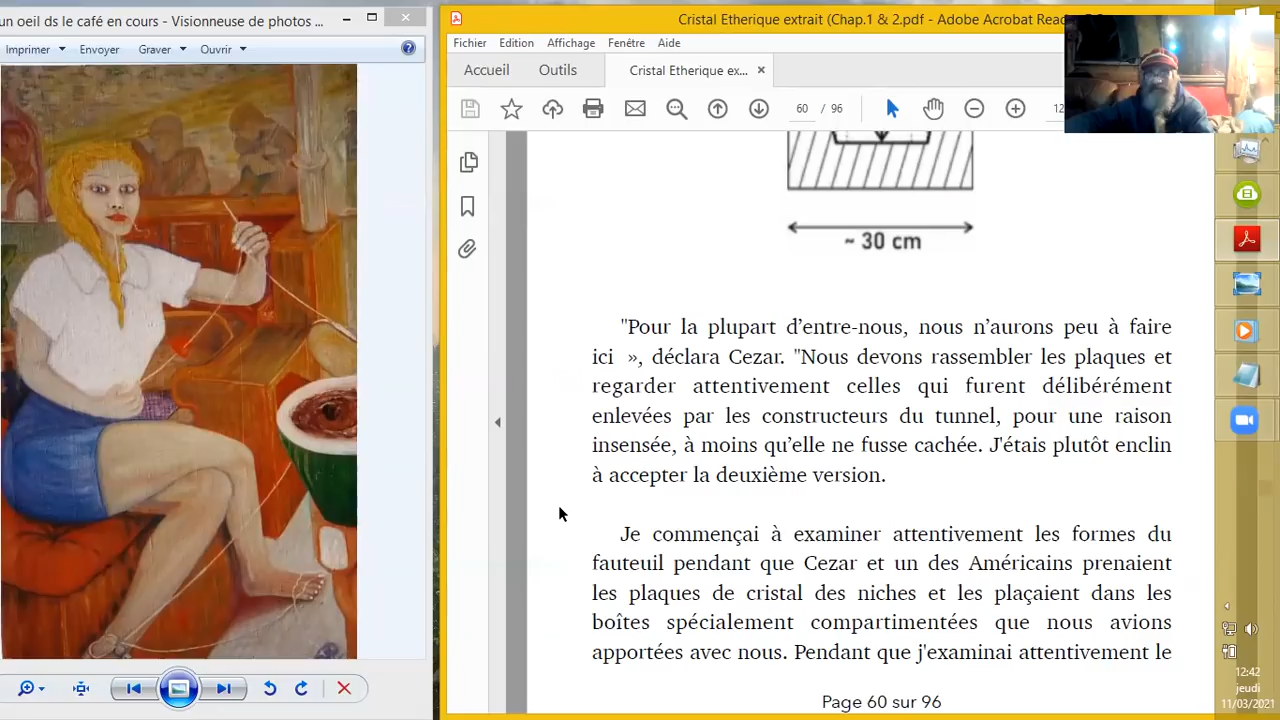 un oeil ds le café en cours - Visionneuse de photos ...
Imprimer
Envoyer
Graver
Ouvrir
Cristal Etherique extrait (Chap.1 & 2.pdf - Adobe Acrobat Rea
Fichier
Edition
Affichage
Fenêtre
Aide
Accueil
Outils
Cristal Etherique ex...
60 / 96
12
~ 30 cm
"Pour la plupart d'entre-nous, nous n'aurons peu à faire
ici », déclara Cezar. "Nous devons rassembler les plaques et
regarder attentivement celles qui furent délibérément
enlevées par les constructeurs du tunnel, pour une raison
insensée, à moins qu'elle ne fusse cachée. J'étais plutôt enclin
à accepter la deuxième version.
Je commençai à examiner attentivement les formes du
fauteuil pendant que Cezar et un des Américains prenaient
les plaques de cristal des niches et les plaçaient dans les
boîtes spécialement compartimentées que nous avions
apportées avec nous. Pendant que j'examinai attentivement le
Page 60 sur 96
12:42
jeudi
11/03/2021